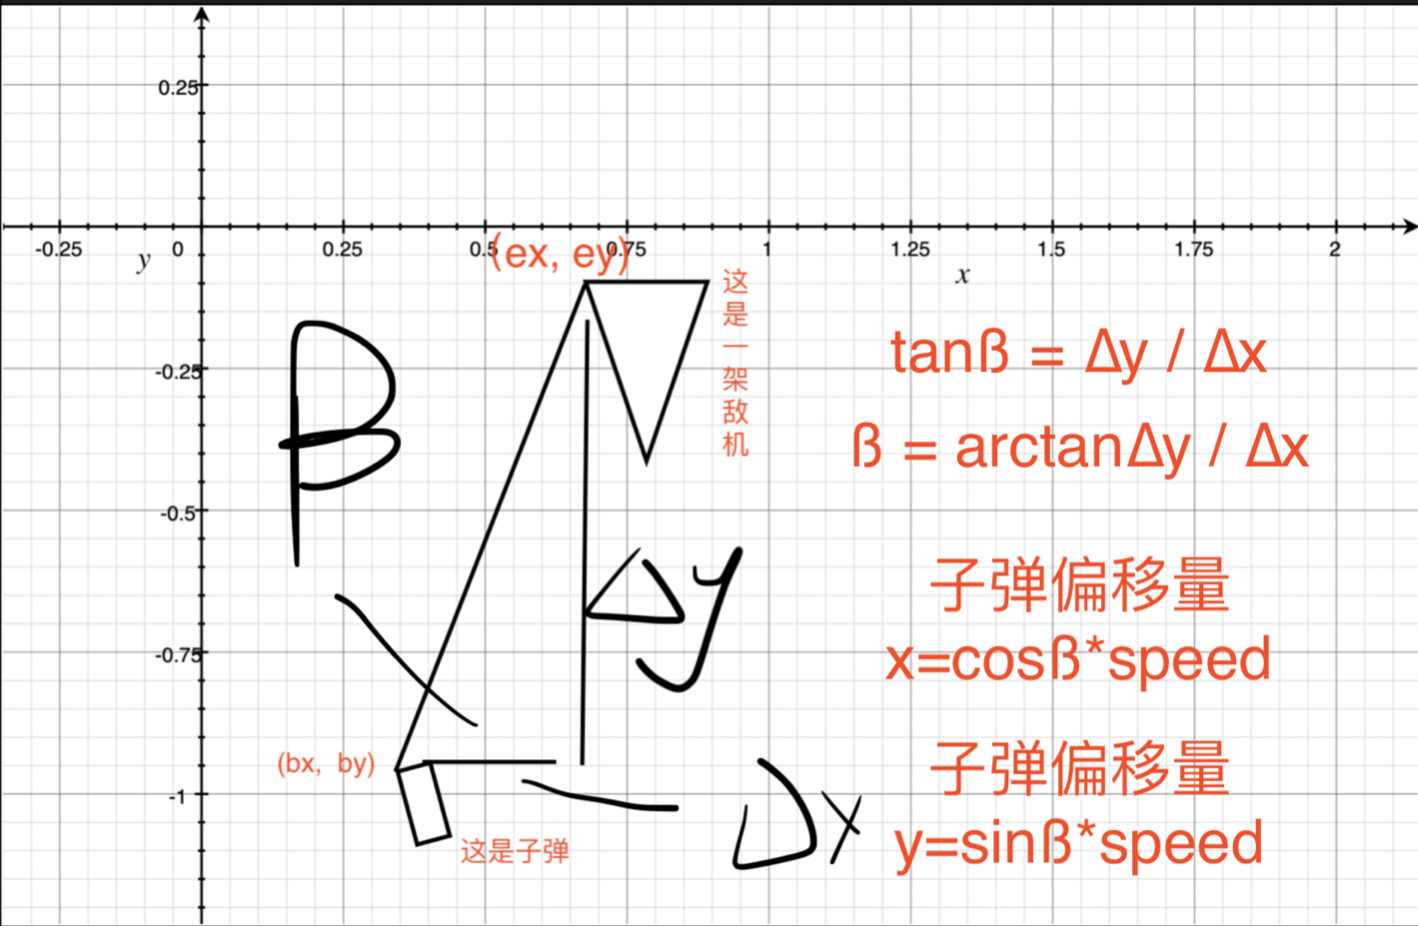 0.25
-0.25
y
0
0.25
0.5
0.75
1
1.25
1.5
1.75
2
x
(ex, ey)
这是一架敌机
-0.25
-0.5
-0.75
-1
β
Δy
Δx
(bx, by)
这是子弹
tanß = Δy / Δx
ß = arctanΔy / Δx
子弹偏移量
x=cosß*speed
子弹偏移量
y=sinß*speed